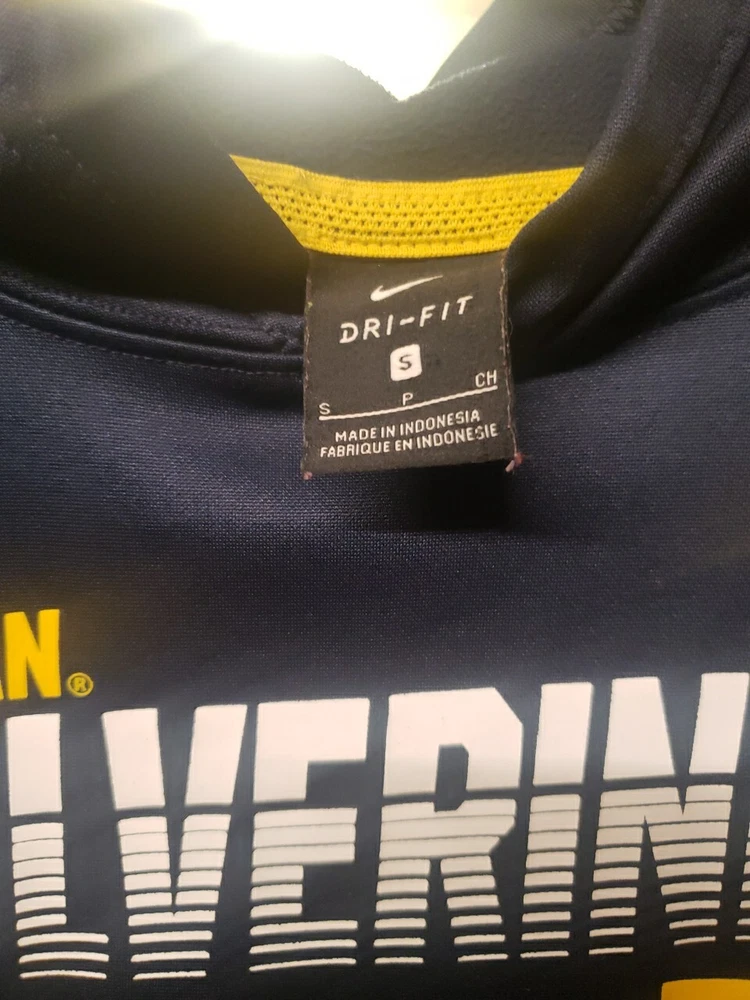 DRI-FIT
S
S P CH
MADE IN INDONESIA
FABRIQUE EN INDONESIE
AN®
LVERIN